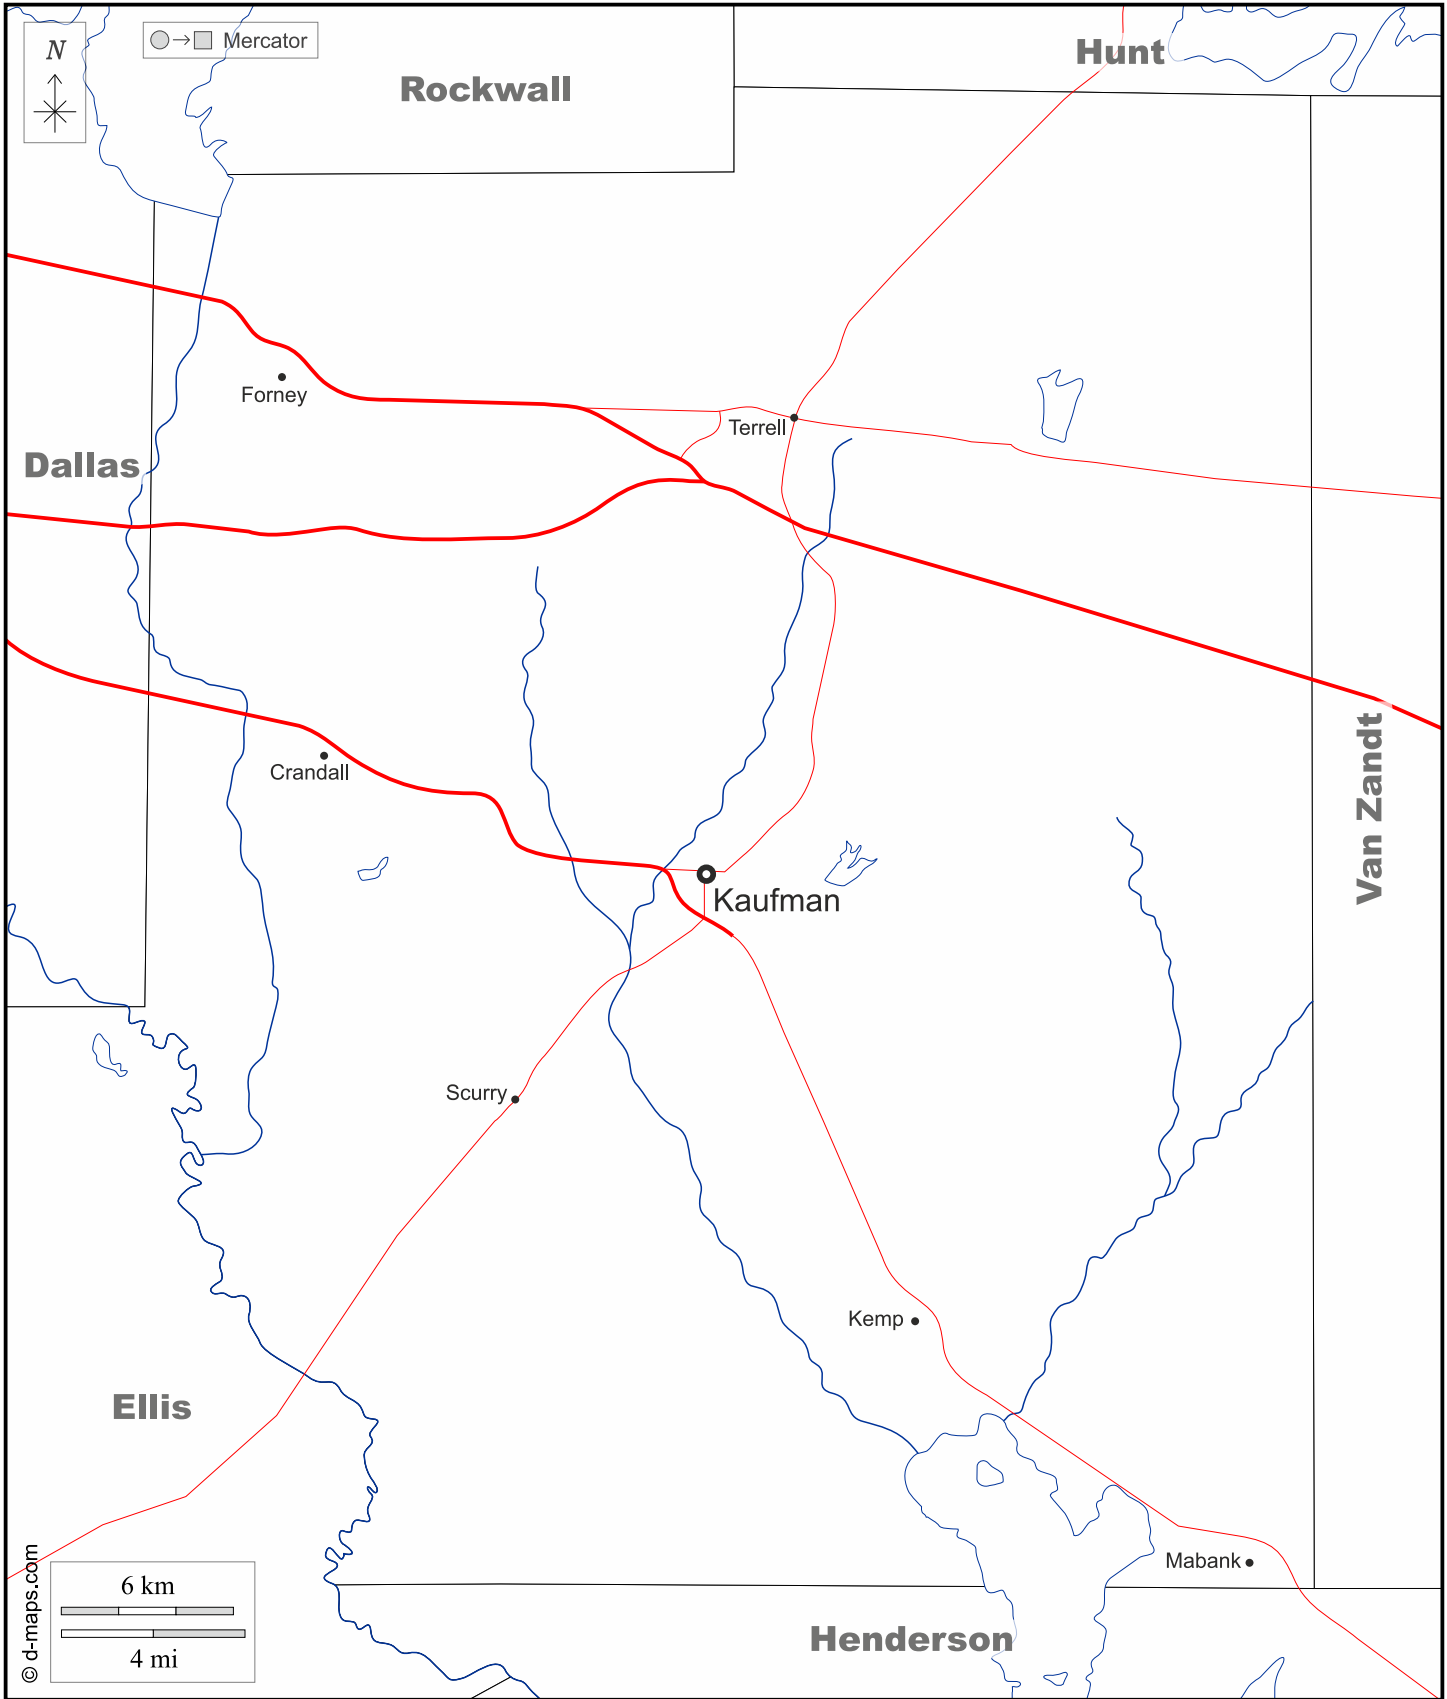 N
Mercator
Hunt
Rockwall
Forney
Terrell
Dallas
Van Zandt
Crandall
Kaufman
Scurry
Kemp
Ellis
Mabank
Henderson
6 km
4 mi
© d-maps.com